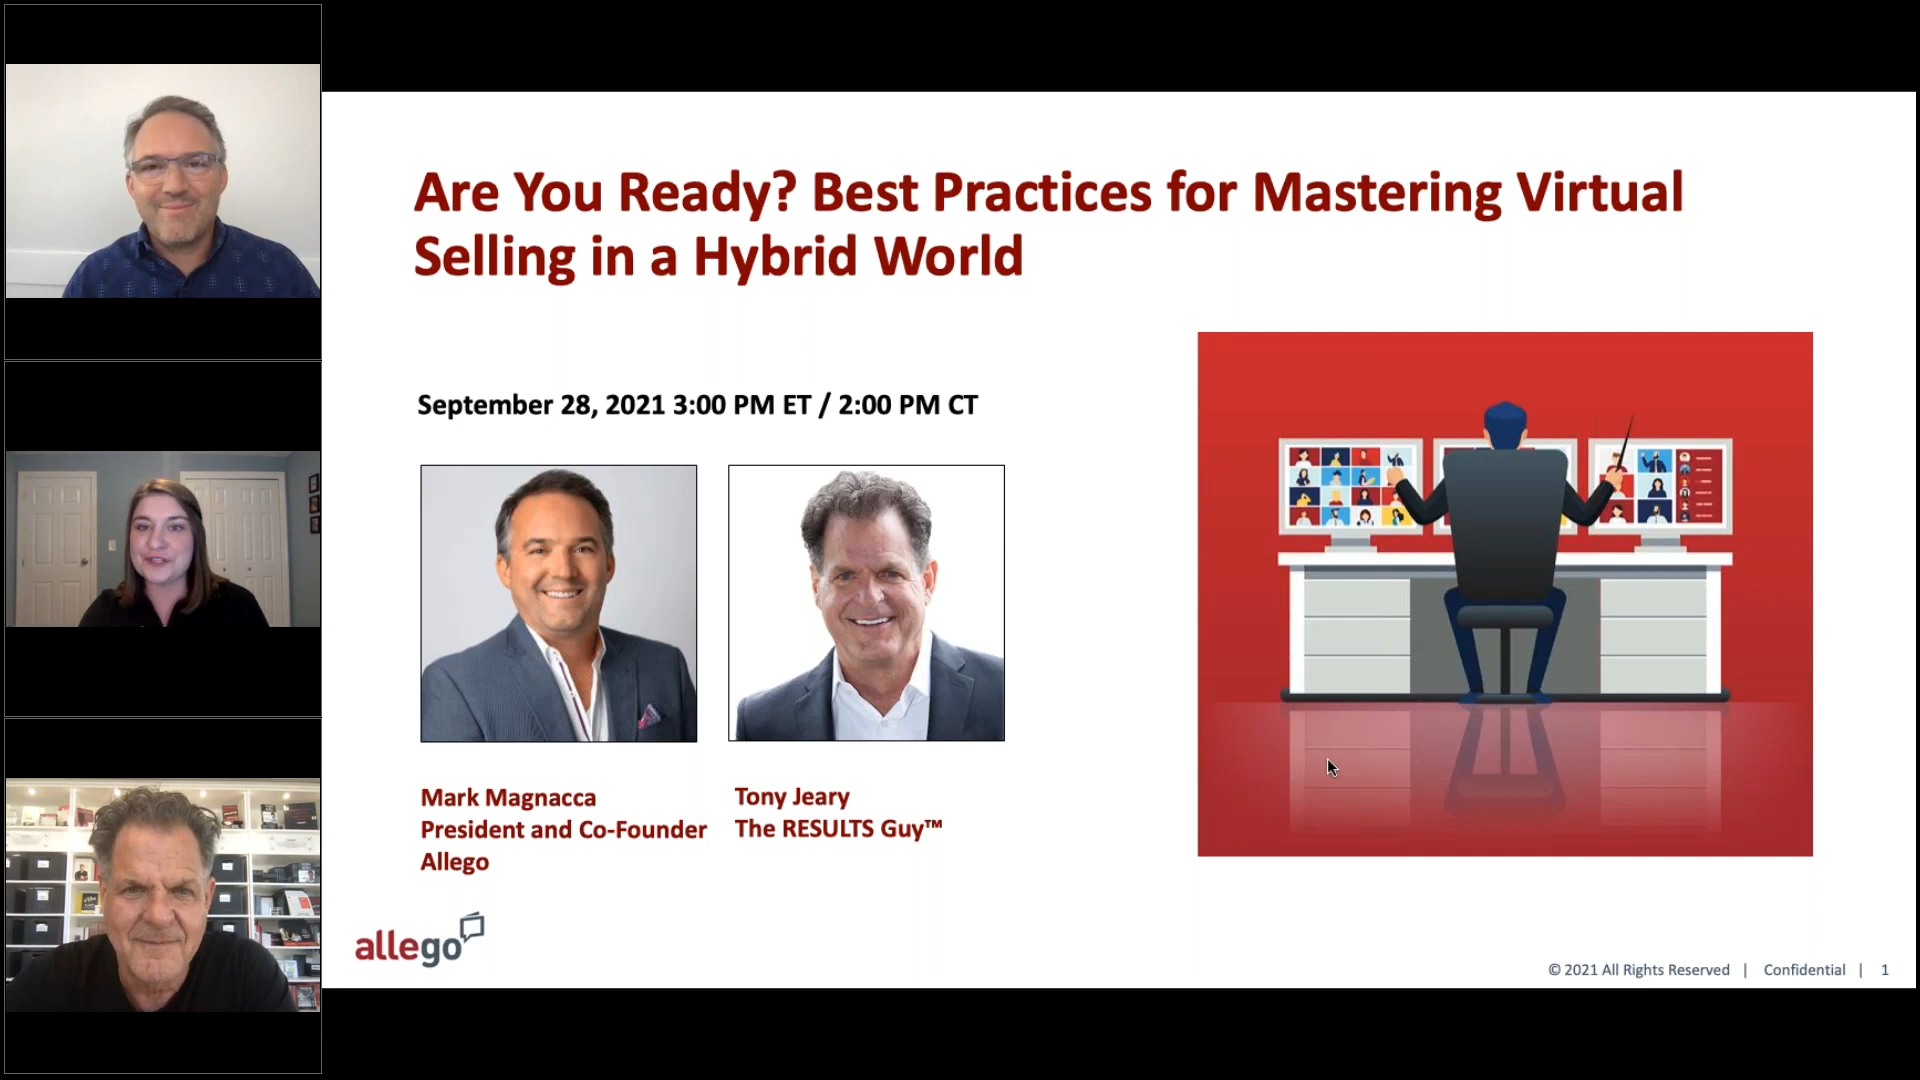 Are You Ready? Best Practices for Mastering Virtual
Selling in a Hybrid World
September 28, 2021 3:00 PM ET / 2:00 PM CT
Mark Magnacca
President and Co-Founder
Allego
Tony Jeary
The RESULTS Guy™
allego
© 2021 All Rights Reserved | Confidential | 1